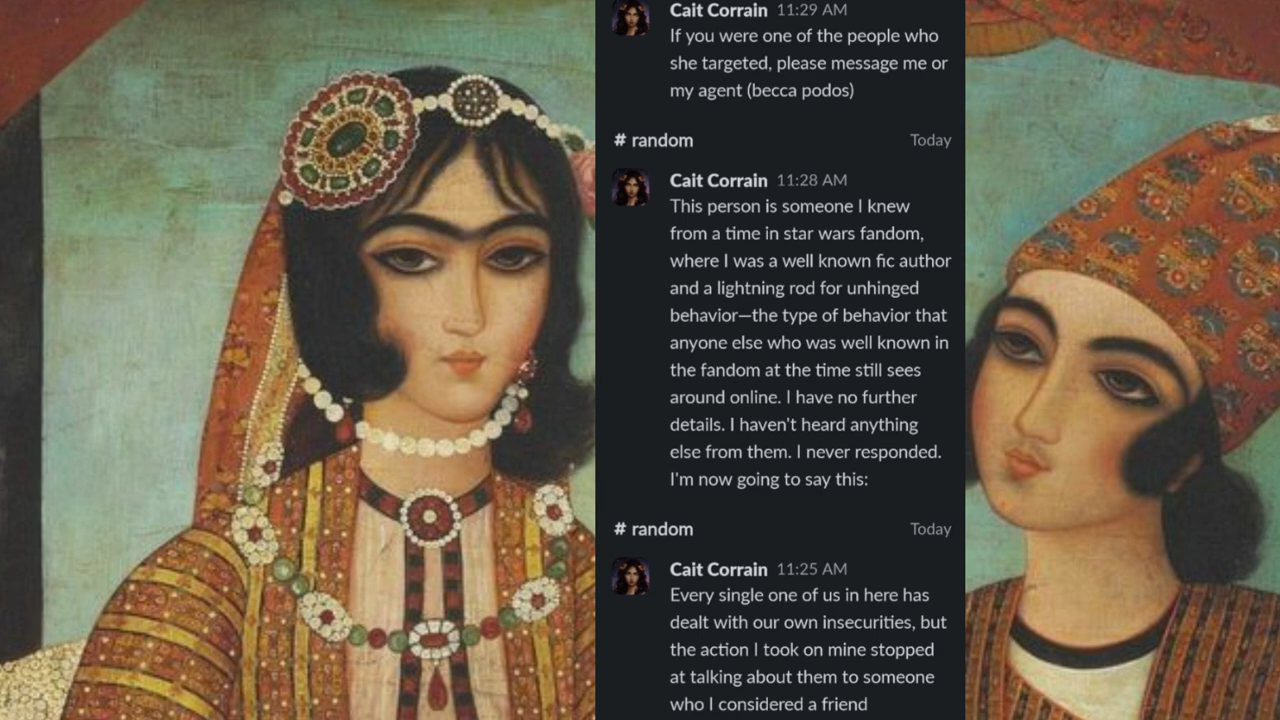 Cait Corrain 11:29 AM
If you were one of the people who
she targeted, please message me or
my agent (becca podos)
# random Today
Cait Corrain 11:28 AM
This person is someone I knew
from a time in star wars fandom,
where I was a well known fic author
and a lightning rod for unhinged
behavior—the type of behavior that
anyone else who was well known in
the fandom at the time still sees
around online. I have no further
details. I haven't heard anything
else from them. I never responded.
I'm now going to say this:
# random Today
Cait Corrain 11:25 AM
Every single one of us in here has
dealt with our own insecurities, but
the action I took on mine stopped
at talking about them to someone
who I considered a friend